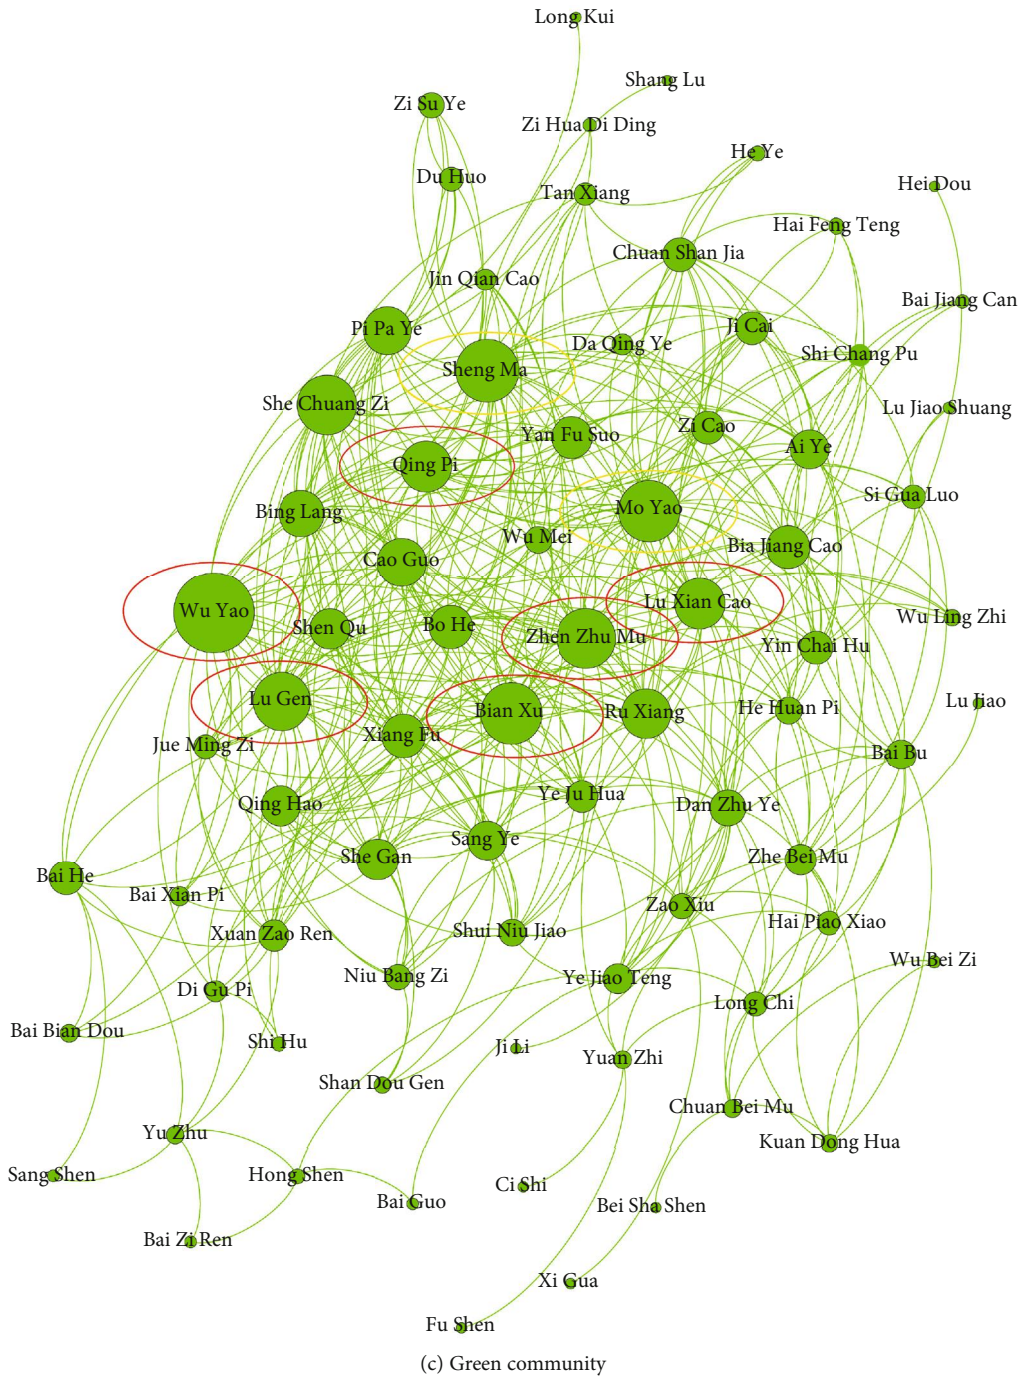 Long Kui
Shang Lu
Zi Su Ye
Zi Hua Di Ding
He Ye
Du Huo
Tan Xiang
Hei Dou
Hai Feng Teng
Chuan Shan Jia
Jin Qian Cao
Bai Jiang Can
Pi Pa Ye
Ji Cai
Da Qing Ye
Shi Chang Pu
Sheng Ma
She Chuang Zi
Lu Jiao Shuang
Zi Cao
Yan Fu Suo
Ai Ye
Qing Pi
Si Gua Luo
Mo Yao
Bing Lang
Wu Mei
Bia Jiang Cao
Cao Guo
Lu Xian Cao
Wu Yao
Wu Ling Zhi
Shen Qu
Bo He
Zhen Zhu Mu
Yin Chai Hu
Lu Gen
Lu Jiao
He Huan Pi
Bian Xu
Ru Xiang
Xiang Fu
Jue Ming Zi
Bai Bu
Ye Ju Hua
Qing Hao
Dan Zhu Ye
Sang Ye
She Gan
Zhe Bei Mu
Bai He
Bai Xian Pi
Zao Xiu
Hai Piao Xiao
Xuan Zao Ren
Shui Niu Jiao
Wu Bei Zi
Niu Bang Zi
Ye Jiao Teng
Di Gu Pi
Long Chi
Bai Bian Dou
Shi Hu
Ji Li
Yuan Zhi
Shan Dou Gen
Chuan Bei Mu
Yu Zhu
Kuan Dong Hua
Sang Shen
Hong Shen
Ci Shi
Bai Guo
Bei Sha Shen
Bai Zi Ren
Xi Gua
Fu Shen
(c) Green community